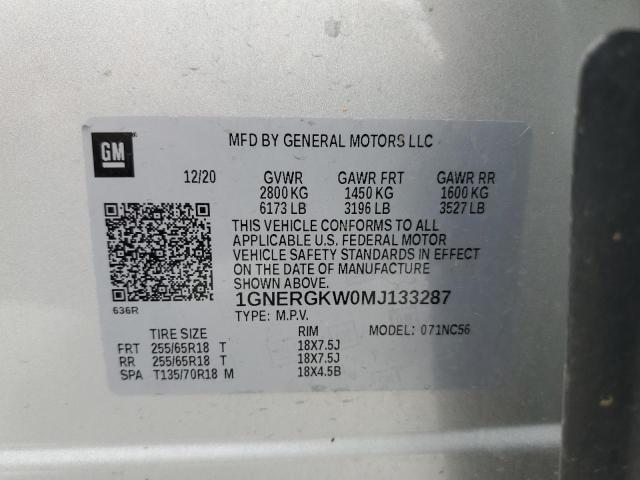 GM
MFD BY GENERAL MOTORS LLC
12/20 GVWR GAWR FRT GAWR RR
2800 KG 1450 KG 1600 KG
6173 LB 3196 LB 3527 LB
THIS VEHICLE CONFORMS TO ALL
APPLICABLE U.S. FEDERAL MOTOR
VEHICLE SAFETY STANDARDS IN EFFECT
ON THE DATE OF MANUFACTURE
SHOWN ABOVE.
1GNERGKW0MJ133287
636R
TYPE: M.P.V.
TIRE SIZE RIM MODEL: 071NC56
FRT 255/65R18 T 18X7.5J
RR 255/65R18 T 18X7.5J
SPA T135/70R18 M 18X4.5B